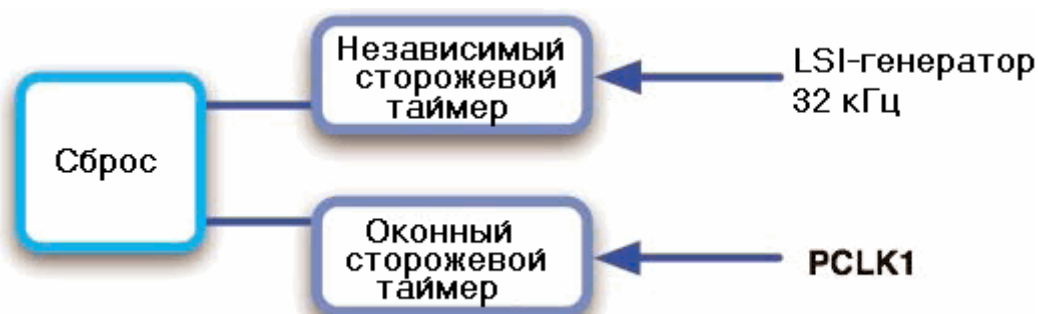 Независимый
сторожевой
таймер
LSI-генератор
32 кГц
Сброс
Оконный
сторожевой
таймер
PCLK1